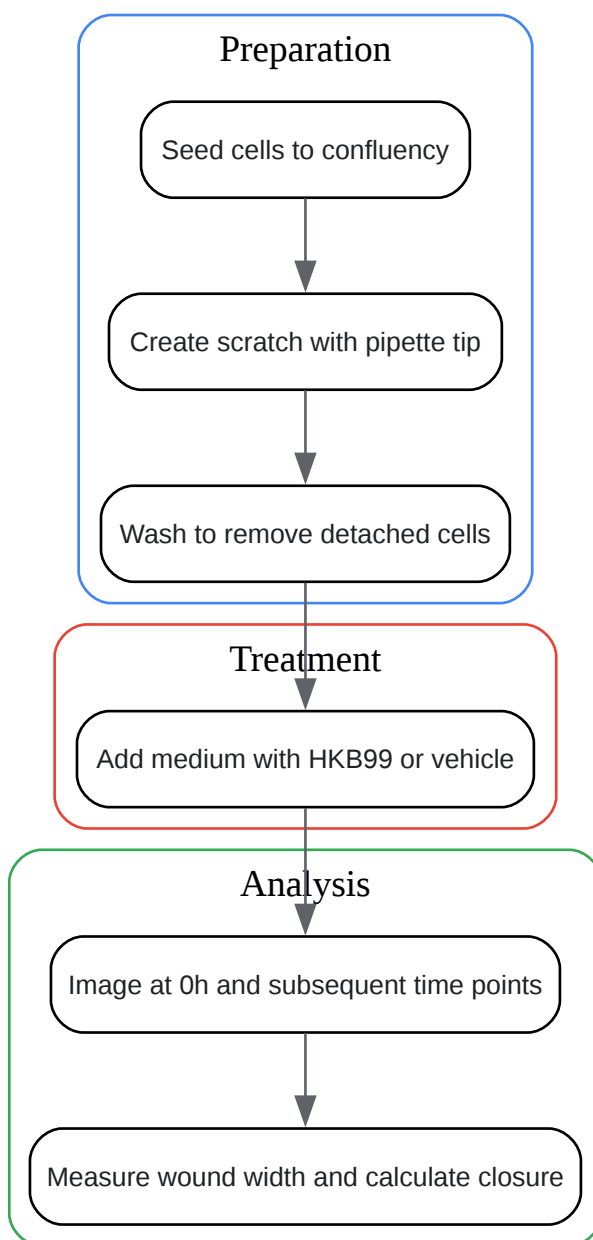 Preparation
Seed cells to confluency
Create scratch with pipette tip
Wash to remove detached cells
Treatment
Add medium with HKB99 or vehicle
Analysis
Image at 0h and subsequent time points
Measure wound width and calculate closure